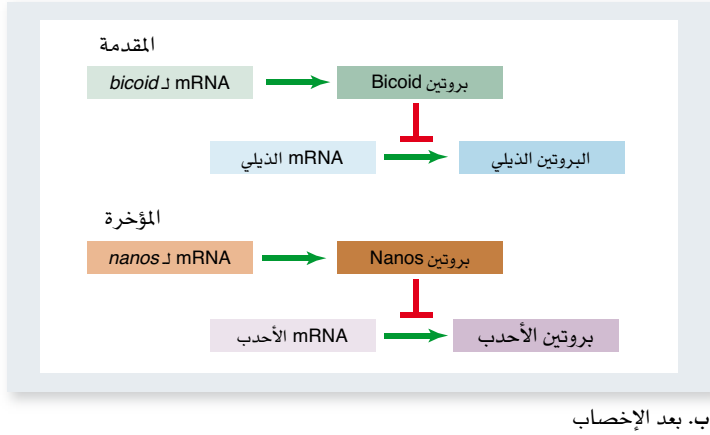 المقدمة
mRNA لـ bicoid
بروتين Bicoid
mRNA الذيلي
البروتين الذيلي
المؤخرة
mRNA لـ nanos
بروتين Nanos
mRNA الأحدب
بروتين الأحدب
ب. بعد الإخصاب